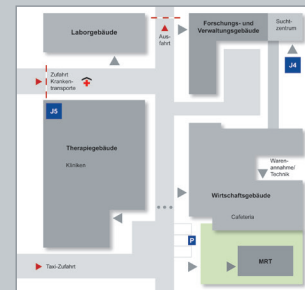 Laborgebäude
Aus-
fahrt
Forschungs- und
Verwaltungsgebäude
Sucht-
zentrum
J4
Zufahrt
Kranken-
transporte
J5
Therapiegebäude
Kliniken
Waren-
annahme/
Technik
Wirtschaftsgebäude
Cafeteria
P
MRT
Taxi-Zufahrt